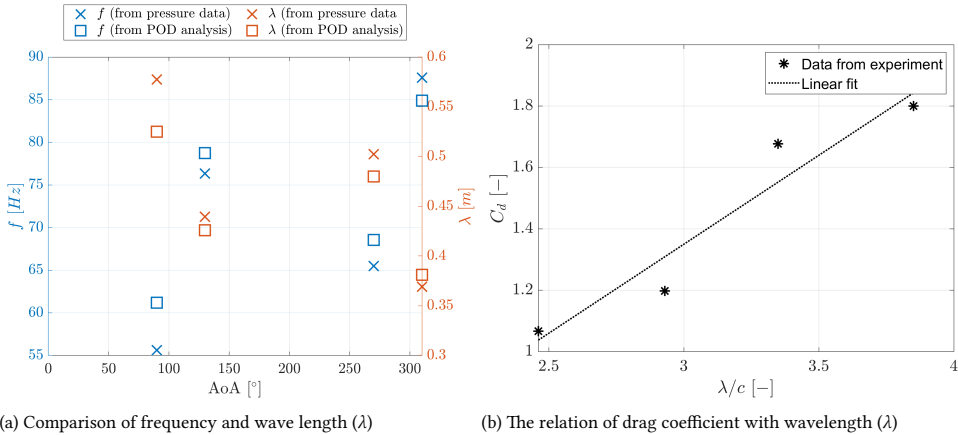 f (from pressure data) λ (from pressure data
f (from POD analysis) λ (from POD analysis)
90
85
80
75
70
65
60
55
f [Hz]
0 50 100 150 200 250 300
AoA [°]
0.6
0.55
0.5
0.45
0.4
0.35
0.3
λ [m]
2
1.8
1.6
1.4
1.2
1
C_d [−]
Data from experiment
Linear fit
2.5 3 3.5 4
λ/c [−]
(a) Comparison of frequency and wave length (λ)
(b) The relation of drag coefficient with wavelength (λ)